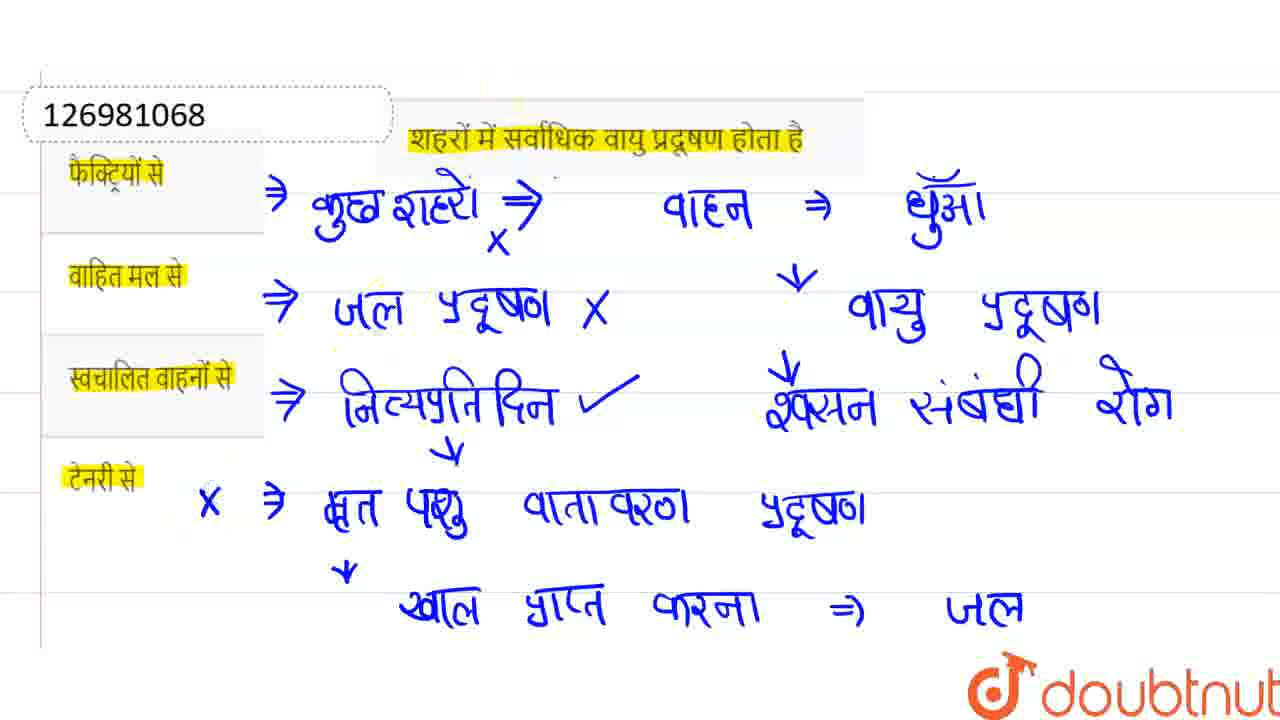 126981068
शहरों में सर्वाधिक वायु प्रदूषण होता है
फैक्ट्रियों से
⇒ कुछ शहरों ⇒ वाहन ⇒ धुँआ
x
वाहित मल से
⇒ जल प्रदूषण x वायु प्रदूषण
स्वचालित वाहनों से
⇒ नित्यप्रतिदिन ✓ श्वसन संबंधी रोग
टेनरी से
x ⇒ मृत पशु वातावरण प्रदूषण
खाल प्राप्त करना ⇒ जल
doubtnut